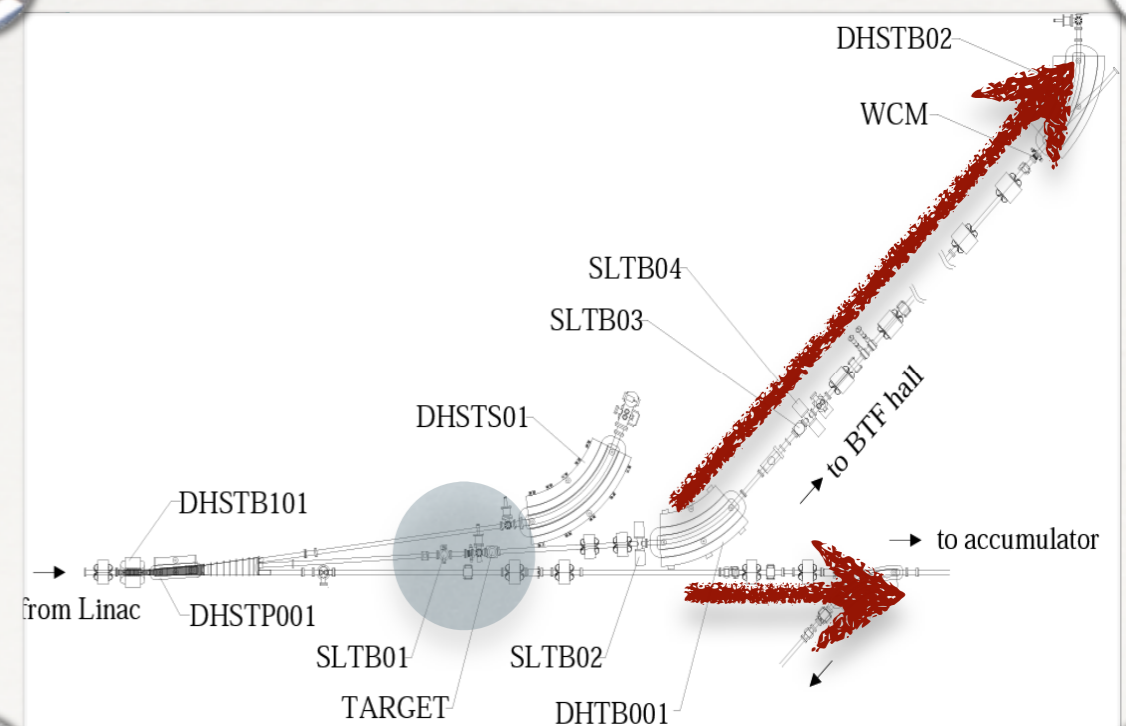 DHSTB02
WCM
SLTB04
SLTB03
DHSTS01
to BTF hall
DHSTB101
to accumulator
from Linac
DHSTP001
SLTB01
SLTB02
TARGET
DHTB001